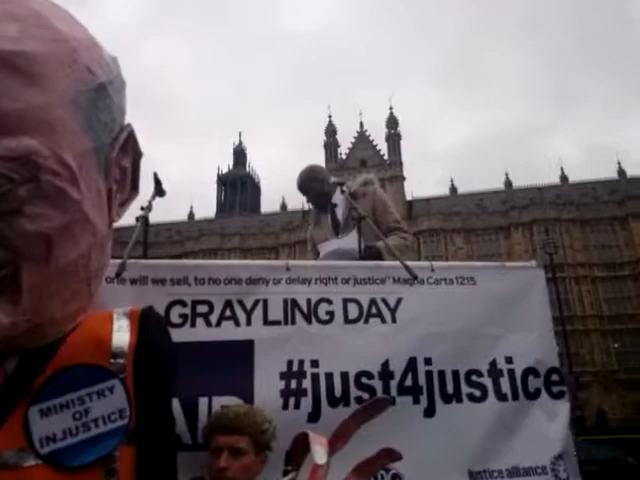 one will we sell, to no one deny or delay right or justice" Magna Carta 1215
GRAYLING DAY
#just4justice
AID
MINISTRY
OF
INJUSTICE
justice alliance